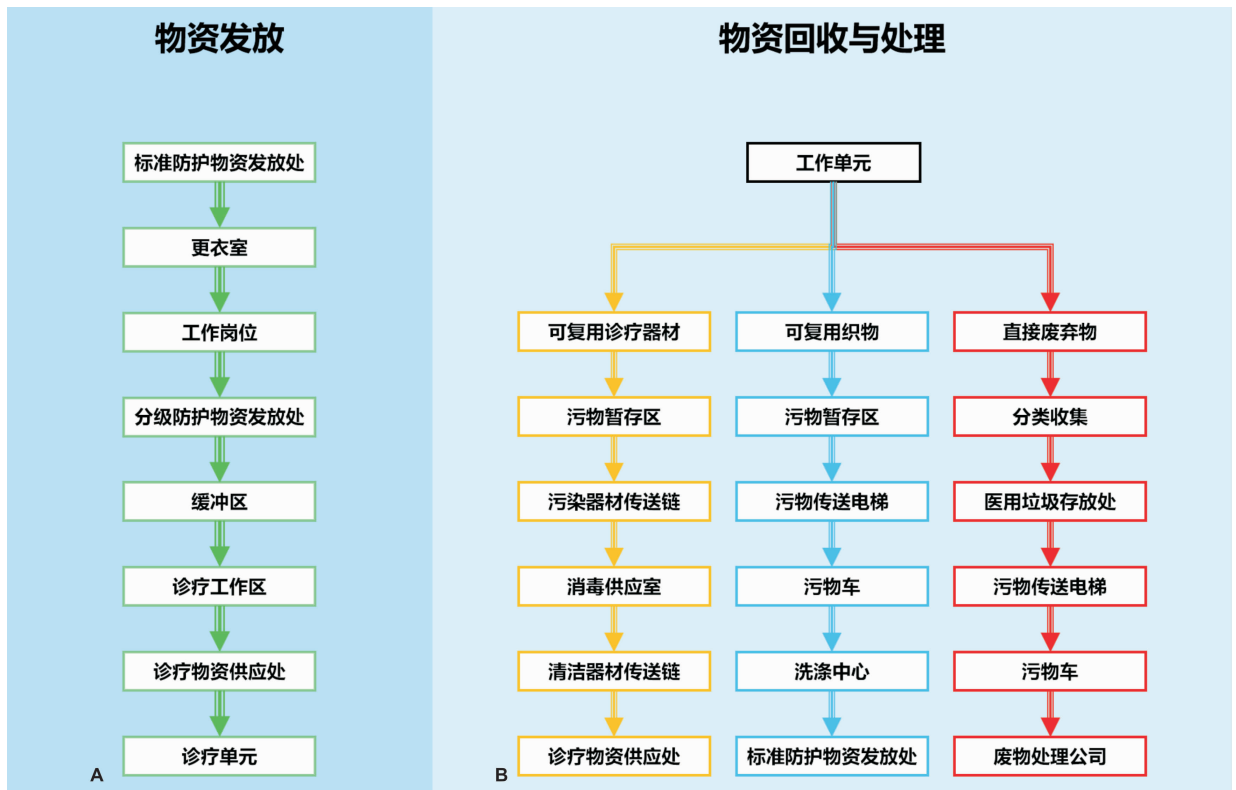 物资发放
标准防护物资发放处
更衣室
工作岗位
分级防护物资发放处
缓冲区
诊疗工作区
诊疗物资供应处
诊疗单元
A
物资回收与处理
工作单元
可复用诊疗器材
污物暂存区
污染器材传送链
消毒供应室
清洁器材传送链
诊疗物资供应处
可复用织物
污物暂存区
污物传送电梯
污物车
洗涤中心
标准防护物资发放处
直接废弃物
分类收集
医用垃圾存放处
污物传送电梯
污物车
废物处理公司
B